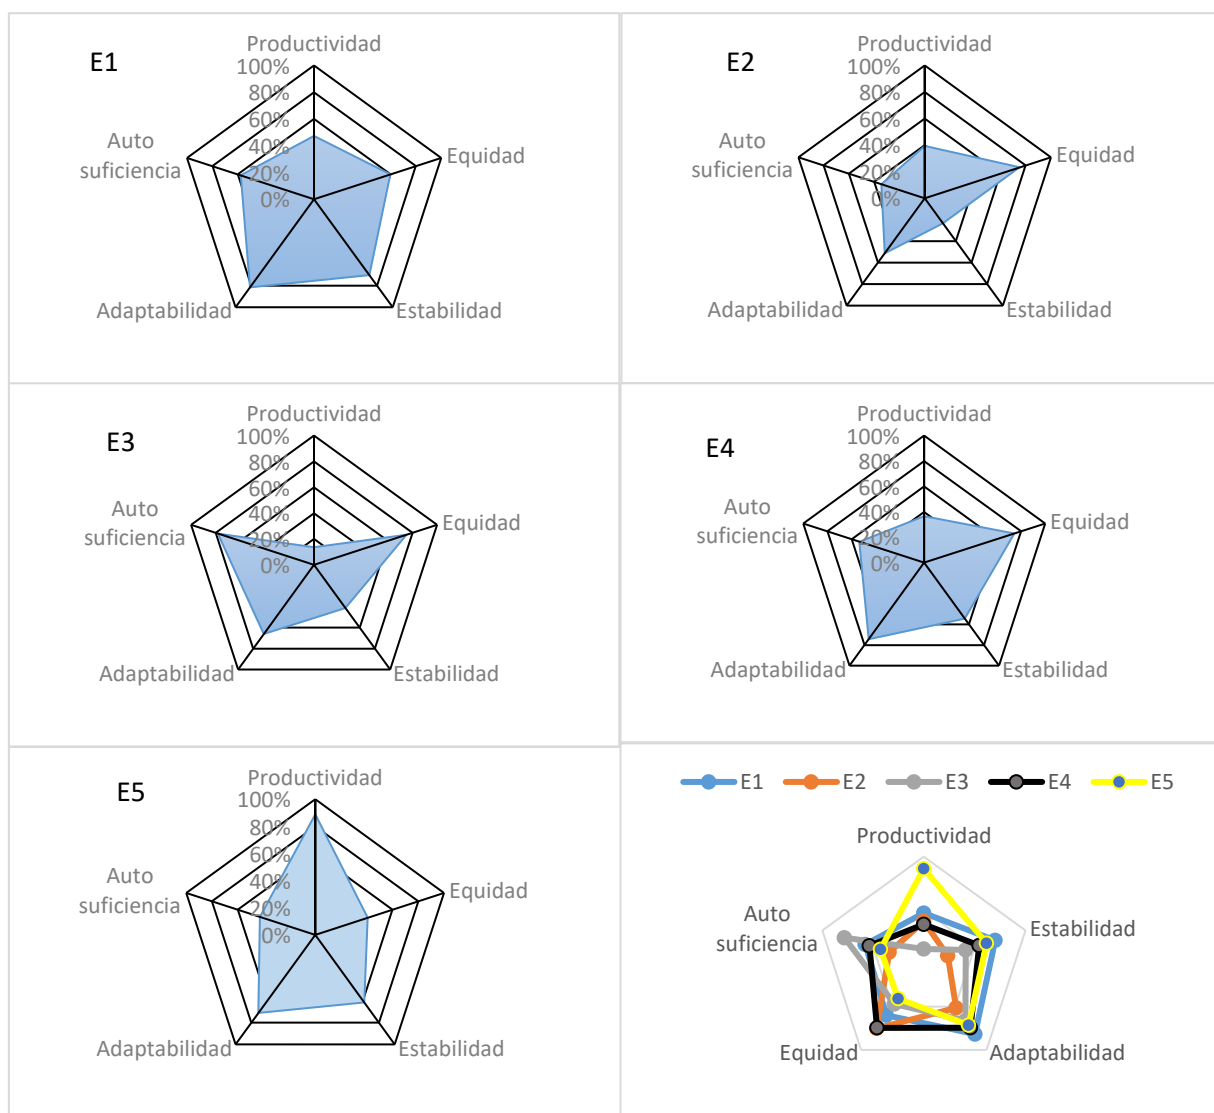 E1
Productividad
100%
80%
60%
40%
20%
0%
Equidad
Estabilidad
Adaptabilidad
Auto
suficiencia
E2
Productividad
100%
80%
60%
40%
20%
0%
Equidad
Estabilidad
Adaptabilidad
Auto
suficiencia
E3
Productividad
100%
80%
60%
40%
20%
0%
Equidad
Estabilidad
Adaptabilidad
Auto
suficiencia
E4
Productividad
100%
80%
60%
40%
20%
0%
Equidad
Estabilidad
Adaptabilidad
Auto
suficiencia
E5
Productividad
100%
80%
60%
40%
20%
0%
Equidad
Estabilidad
Adaptabilidad
Auto
suficiencia
E1 E2 E3 E4 E5
Productividad
Estabilidad
Adaptabilidad
Equidad
Auto
suficiencia